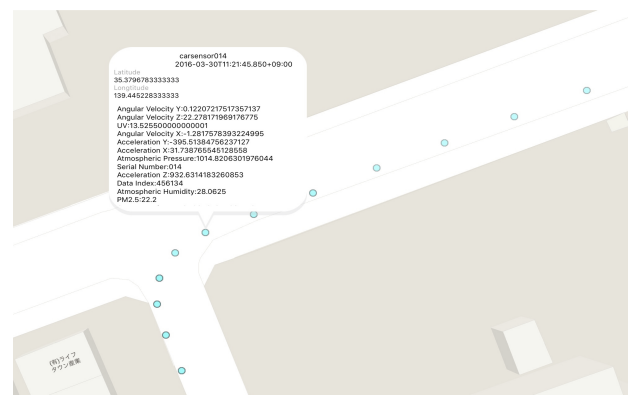 carsensor014
2016-03-30T11:21:45.850+09:00
Latitude
35.3796783333333
Longtitude
139.445228333333
Angular Velocity Y:0.12207217517357137
Angular Velocity Z:22.278171969176775
UV:13.525500000000001
Angular Velocity X:-1.2817578393224995
Acceleration Y:-395.51384756237127
Acceleration X:31.738765545128558
Atmospheric Pressure:1014.8206301976044
Serial Number:014
Acceleration Z:932.6314183260853
Data Index:456134
Atmospheric Humidity:28.0625
PM2.5:22.2
(有)ライフ
タウン産業